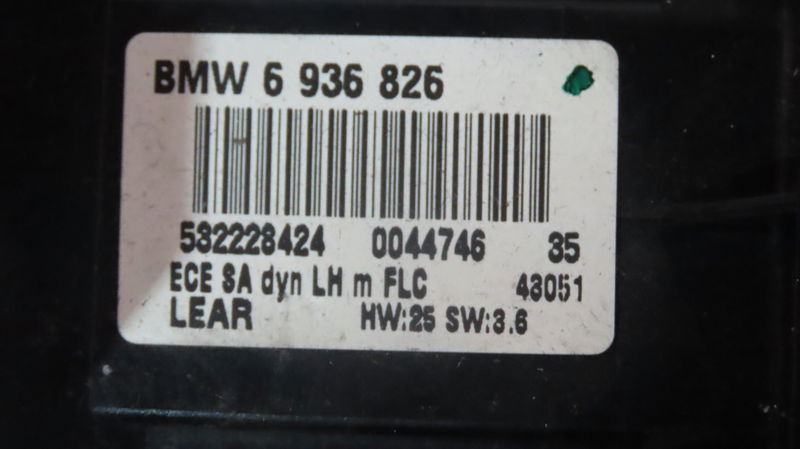 BMW 6 936 826
532228424 0044746 35
ECE SA dyn LH m FLC 43051
LEAR HW:25 SW:3.6